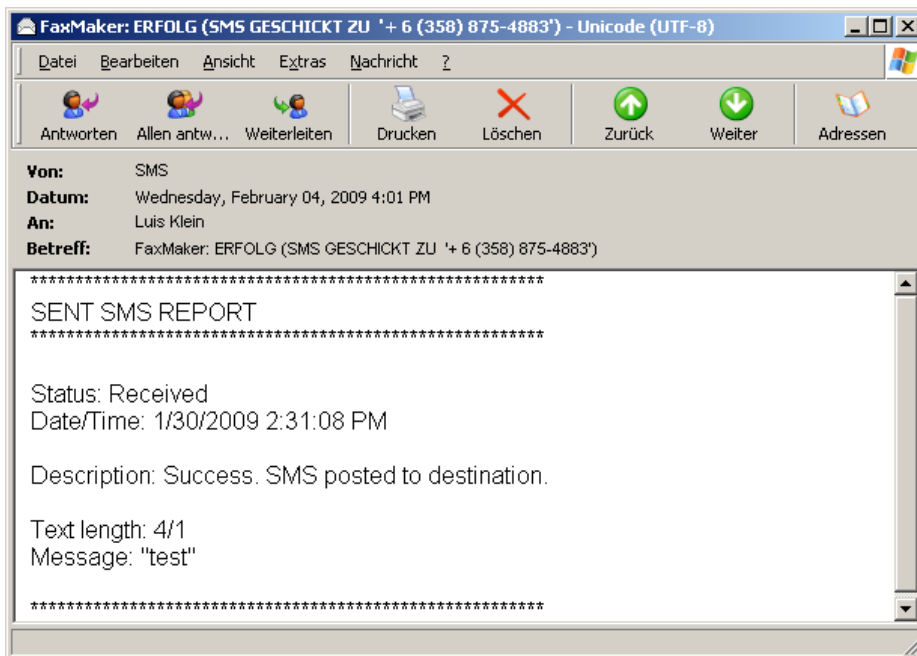 FaxMaker: ERFOLG (SMS GESCHICKT ZU '+ 6 (358) 875-4883') - Unicode (UTF-8)
Datei Bearbeiten Ansicht Extras Nachricht ?
Antworten Allen antw... Weiterleiten Drucken Löschen Zurück Weiter Adressen
Von: SMS
Datum: Wednesday, February 04, 2009 4:01 PM
An: Luis Klein
Betreff: FaxMaker: ERFOLG (SMS GESCHICKT ZU '+ 6 (358) 875-4883')
*********************************************************
SENT SMS REPORT
*********************************************************
Status: Received
Date/Time: 1/30/2009 2:31:08 PM
Description: Success. SMS posted to destination.
Text length: 4/1
Message: "test"
*********************************************************